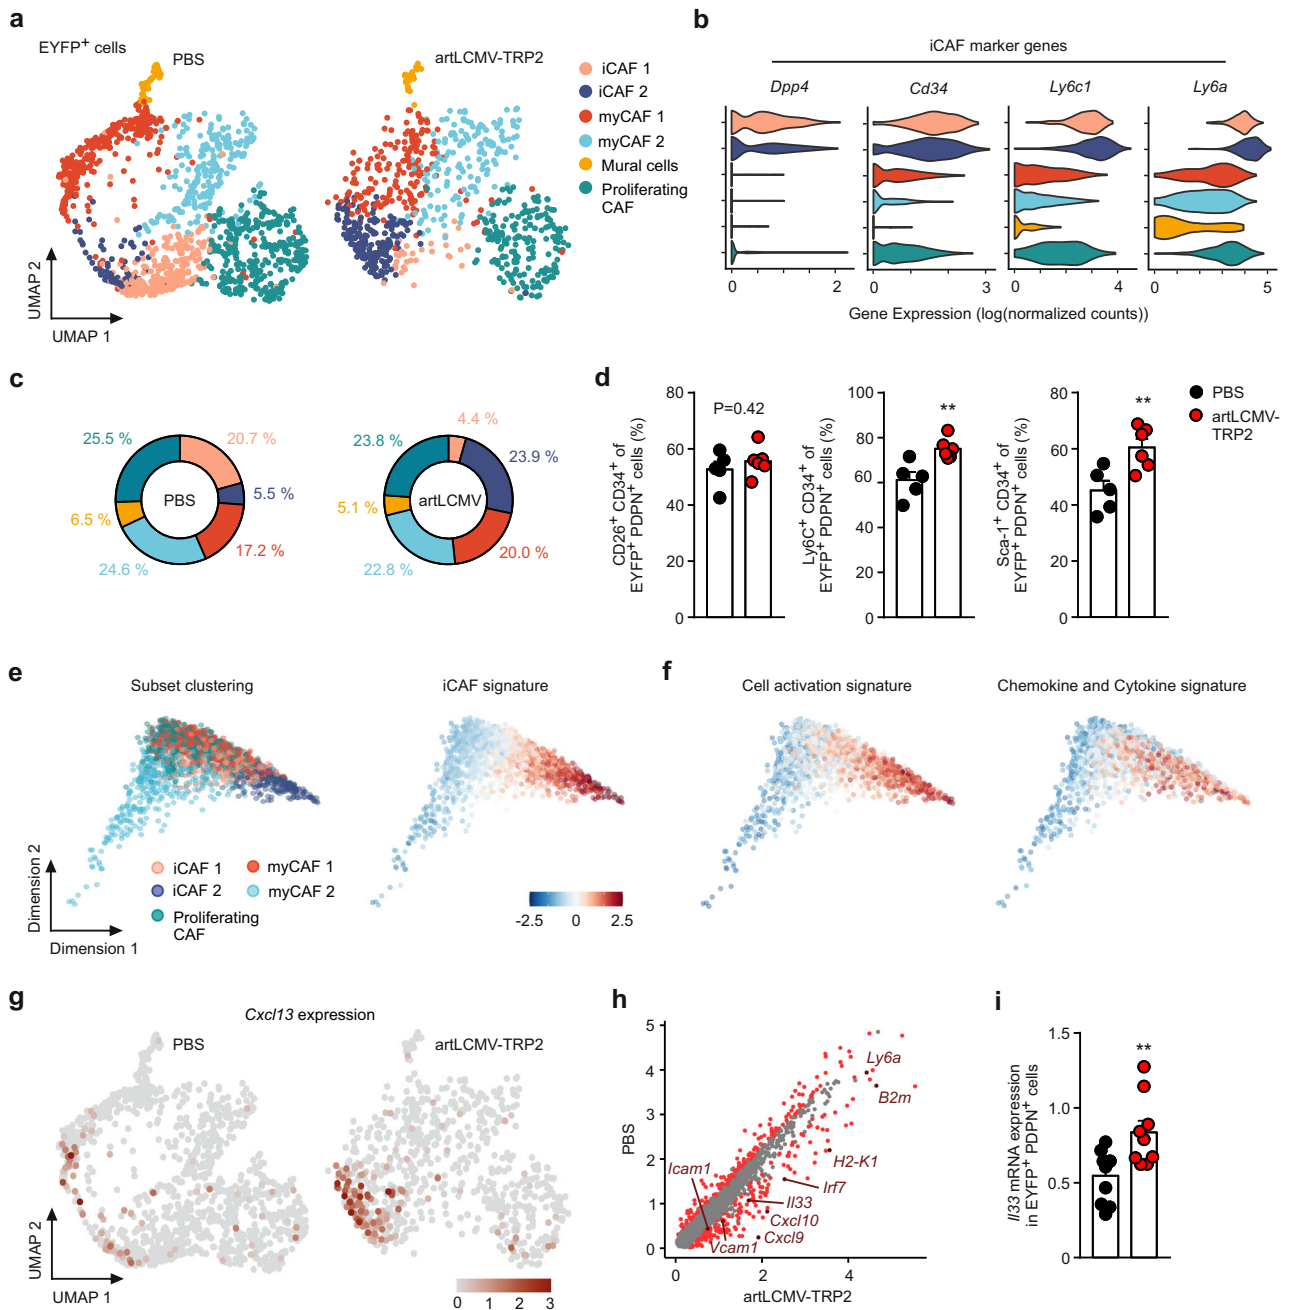 a
EYFP+ cells
PBS
artLCMV-TRP2
iCAF 1
iCAF 2
myCAF 1
myCAF 2
Mural cells
Proliferating
CAF
UMAP 2
UMAP 1
b
iCAF marker genes
Dpp4
Cd34
Ly6c1
Ly6a
0 2
0 3
0 4
0 5
Gene Expression (log(normalized counts))
c
25.5 %
20.7 %
5.5 %
17.2 %
24.6 %
6.5 %
PBS
23.8 %
4.4 %
23.9 %
20.0 %
22.8 %
5.1 %
artLCMV
d
CD26+ CD34+ of
EYFP+ PDPN+ cells (%)
80
60
40
20
0
P=0.42
Ly6C+ CD34+ of
EYFP+ PDPN+ cells (%)
100
80
60
40
20
0
**
Sca-1+ CD34+ of
EYFP+ PDPN+ cells (%)
80
60
40
20
0
**
PBS
artLCMV-
TRP2
e
Subset clustering
iCAF signature
Dimension 2
Dimension 1
iCAF 1
iCAF 2
Proliferating
CAF
myCAF 1
myCAF 2
-2.5 0 2.5
f
Cell activation signature
Chemokine and Cytokine signature
g
Cxcl13 expression
PBS
artLCMV-TRP2
UMAP 2
UMAP 1
0 1 2 3
h
PBS
5
4
3
2
1
0
Ly6a
B2m
H2-K1
Irf7
Icam1
Il33
Cxcl10
Cxcl9
Vcam1
0 2 4
artLCMV-TRP2
i
Il33 mRNA expression
in EYFP+ PDPN+ cells
1.5
1.0
0.5
0
**